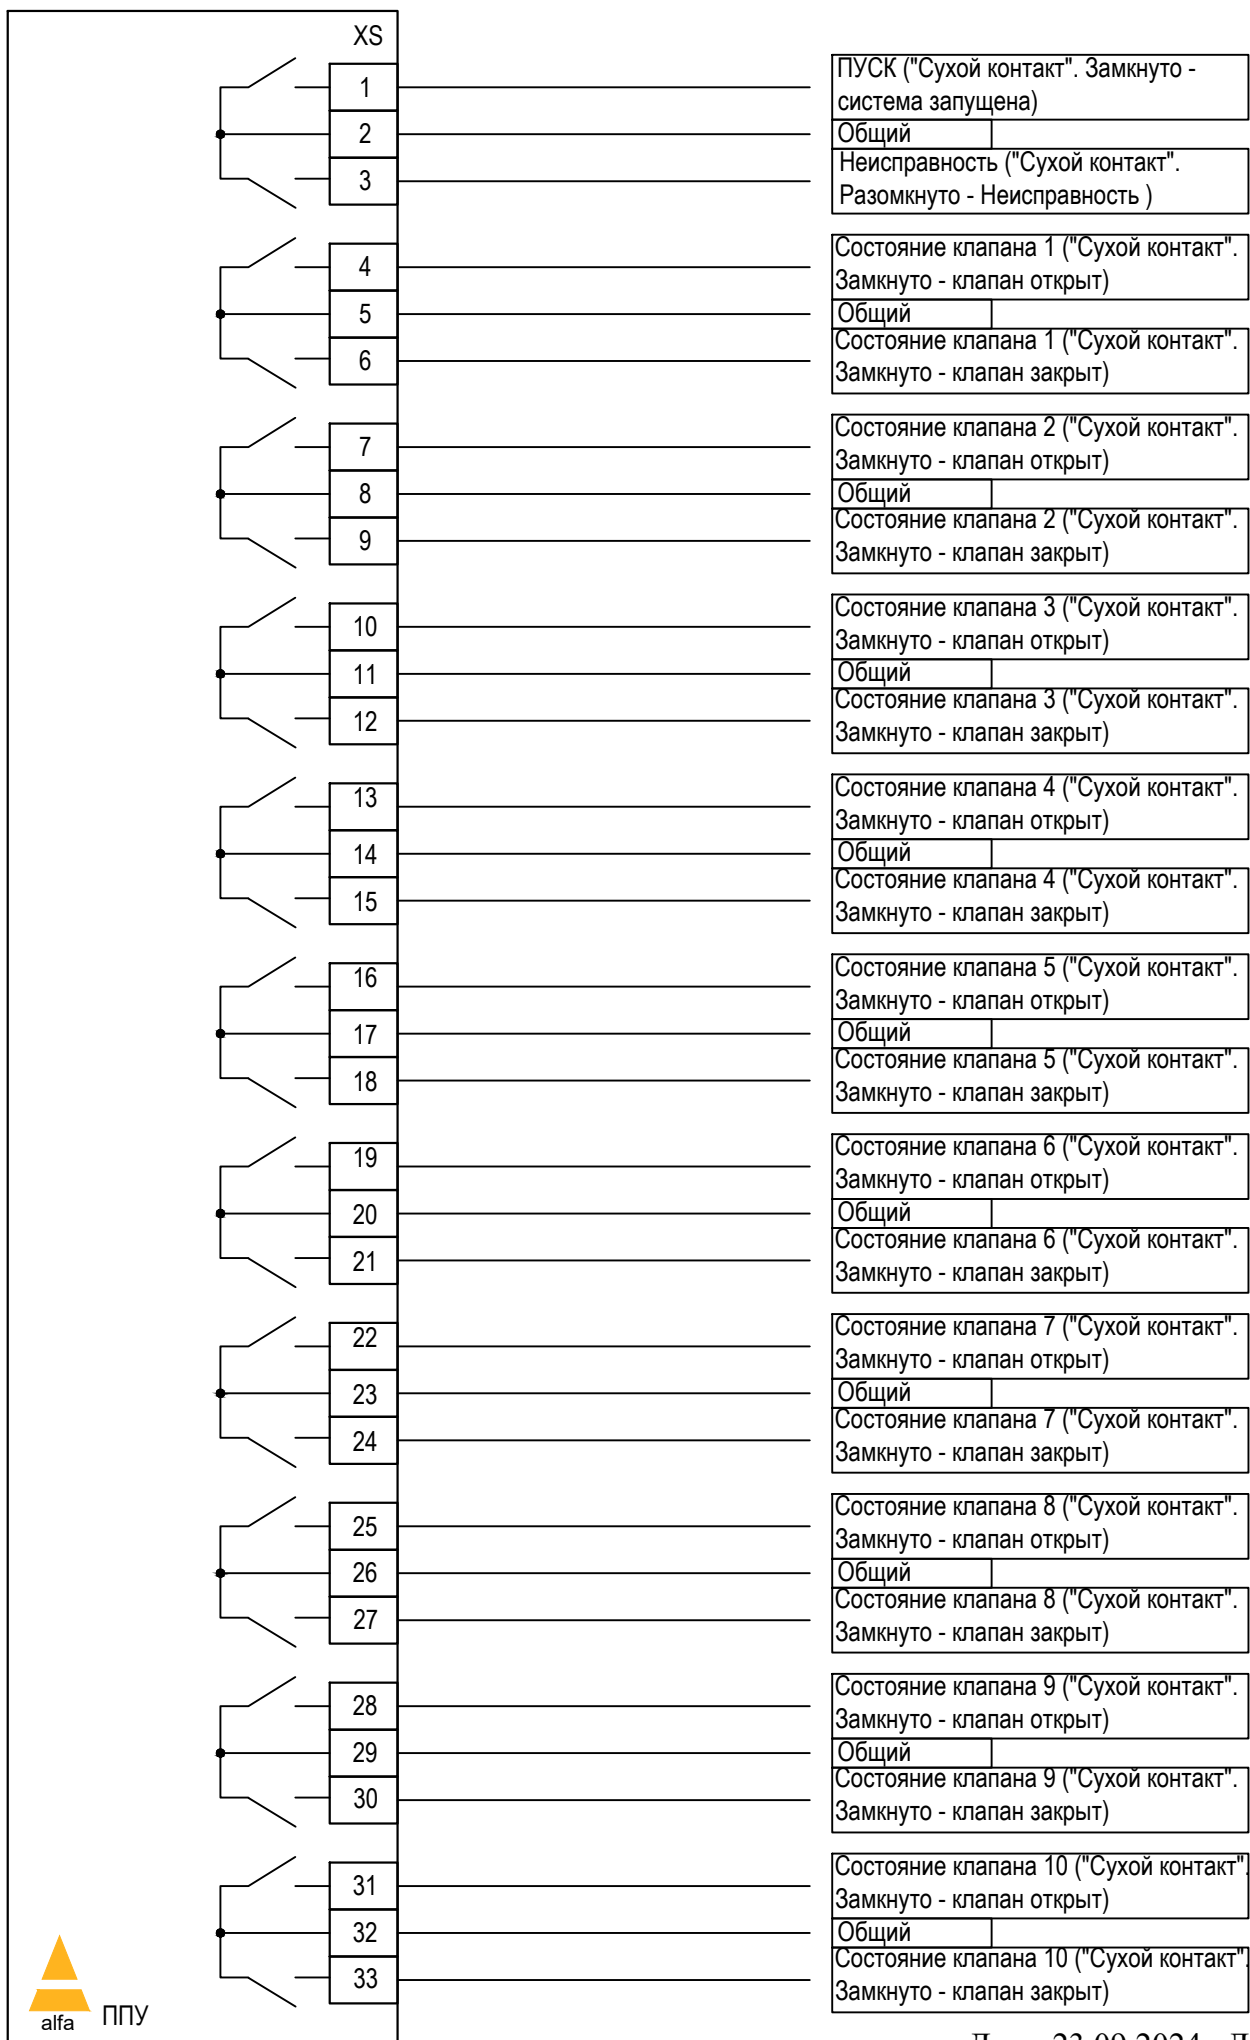 XS
1
ПУСК ("Сухой контакт". Замкнуто -
система запущена)
2
Общий
3
Неисправность ("Сухой контакт".
Разомкнуто - Неисправность )
4
Состояние клапана 1 ("Сухой контакт".
Замкнуто - клапан открыт)
5
Общий
6
Состояние клапана 1 ("Сухой контакт".
Замкнуто - клапан закрыт)
7
Состояние клапана 2 ("Сухой контакт".
Замкнуто - клапан открыт)
8
Общий
9
Состояние клапана 2 ("Сухой контакт".
Замкнуто - клапан закрыт)
10
Состояние клапана 3 ("Сухой контакт".
Замкнуто - клапан открыт)
11
Общий
12
Состояние клапана 3 ("Сухой контакт".
Замкнуто - клапан закрыт)
13
Состояние клапана 4 ("Сухой контакт".
Замкнуто - клапан открыт)
14
Общий
15
Состояние клапана 4 ("Сухой контакт".
Замкнуто - клапан закрыт)
16
Состояние клапана 5 ("Сухой контакт".
Замкнуто - клапан открыт)
17
Общий
18
Состояние клапана 5 ("Сухой контакт".
Замкнуто - клапан закрыт)
19
Состояние клапана 6 ("Сухой контакт".
Замкнуто - клапан открыт)
20
Общий
21
Состояние клапана 6 ("Сухой контакт".
Замкнуто - клапан закрыт)
22
Состояние клапана 7 ("Сухой контакт".
Замкнуто - клапан открыт)
23
Общий
24
Состояние клапана 7 ("Сухой контакт".
Замкнуто - клапан закрыт)
25
Состояние клапана 8 ("Сухой контакт".
Замкнуто - клапан открыт)
26
Общий
27
Состояние клапана 8 ("Сухой контакт".
Замкнуто - клапан закрыт)
28
Состояние клапана 9 ("Сухой контакт".
Замкнуто - клапан открыт)
29
Общий
30
Состояние клапана 9 ("Сухой контакт".
Замкнуто - клапан закрыт)
31
Состояние клапана 10 ("Сухой контакт".
Замкнуто - клапан открыт)
32
Общий
33
Состояние клапана 10 ("Сухой контакт".
Замкнуто - клапан закрыт)
alfa ППУ
23.09.2024